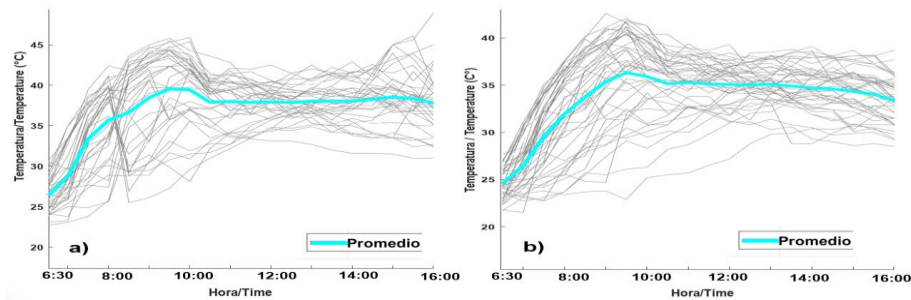 Temperatura/Temperature (°C)
45
40
35
30
25
20
a)
Promedio
6:30
8:00
10:00
12:00
14:00
16:00
Hora/Time
Temperatura / Temperature (C°)
40
35
30
25
20
b)
Promedio
6:30
8:00
10:00
12:00
14:00
16:00
Hora/Time